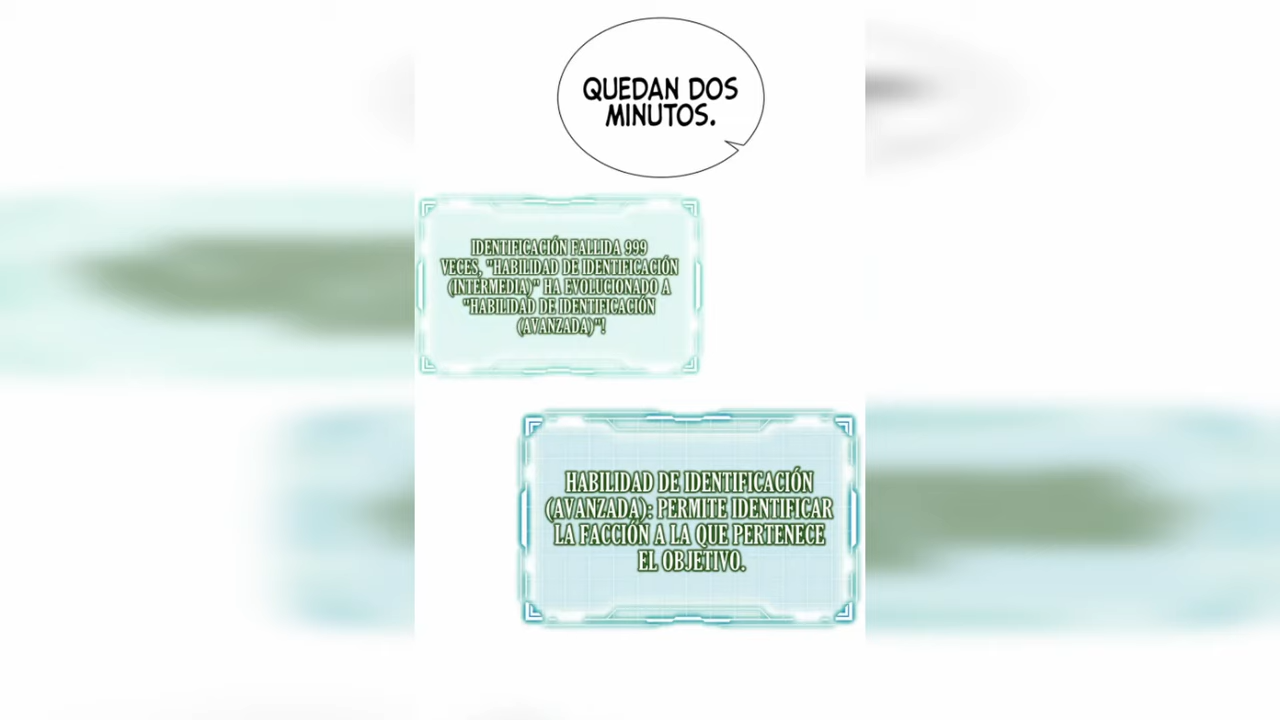 QUEDAN DOS
MINUTOS.
IDENTIFICACIÓN FALLIDA 999
VECES, "HABILIDAD DE IDENTIFICACIÓN
(INTERMEDIA)" HA EVOLUCIONADO A
"HABILIDAD DE IDENTIFICACIÓN
(AVANZADA)"!
HABILIDAD DE IDENTIFICACIÓN
(AVANZADA): PERMITE IDENTIFICAR
LA FACCIÓN A LA QUE PERTENECE
EL OBJETIVO.